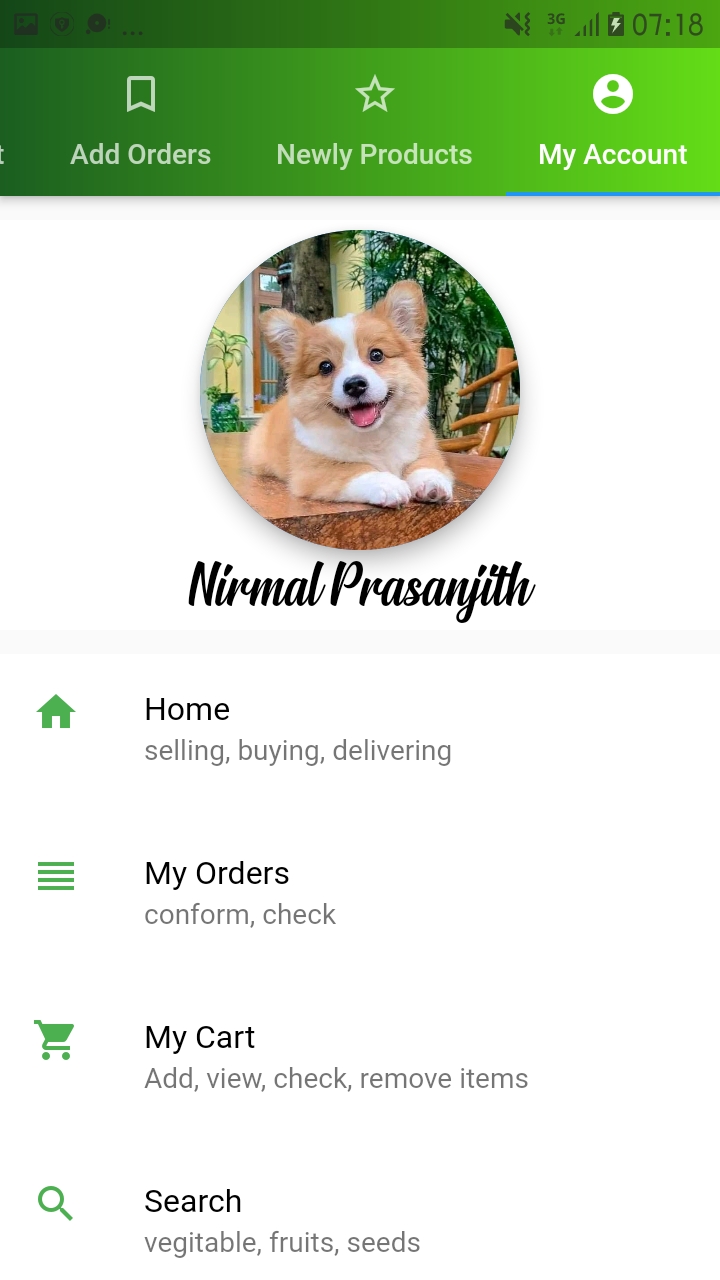 ... 3G 07:18
t Add Orders Newly Products My Account
Nirmal Prasanjith
Home
selling, buying, delivering
My Orders
conform, check
My Cart
Add, view, check, remove items
Search
vegitable, fruits, seeds